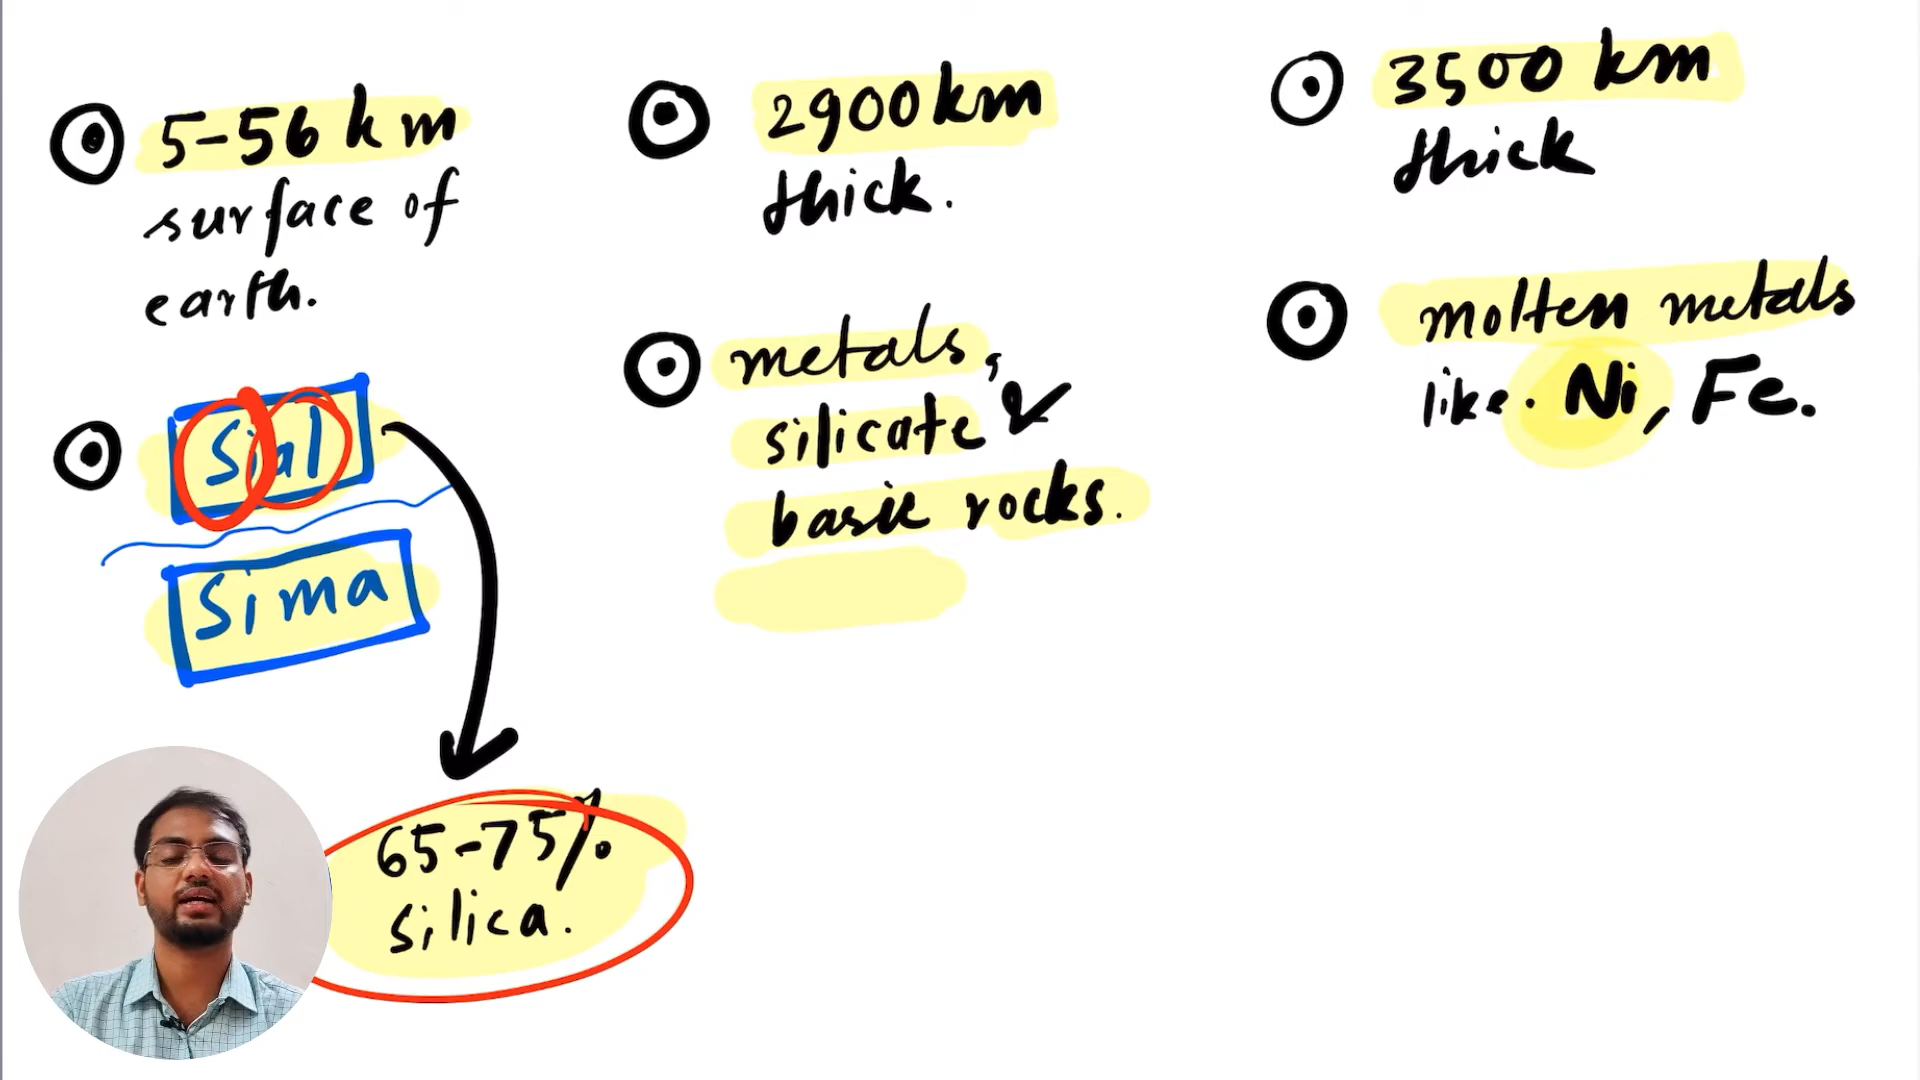 5-56 km
surface of
earth.
Sial
Sima
65-75%
silica.
2900 km
thick.
metals,
silicate &
basic rocks.
3500 km
thick
molten metals
like. Ni, Fe.